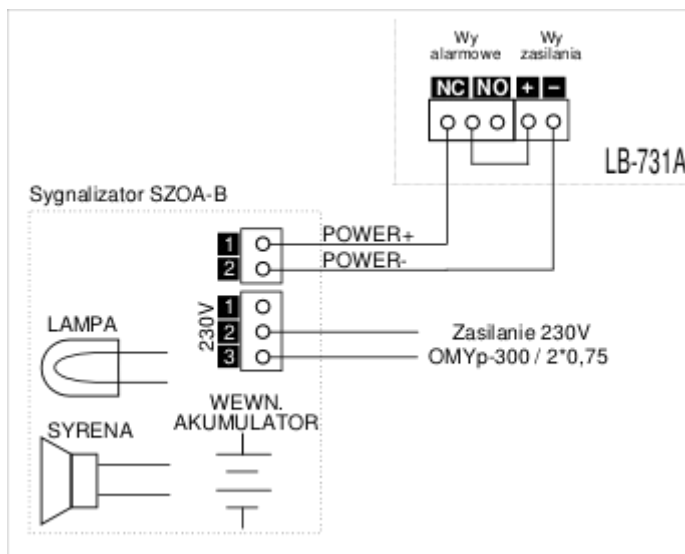 Wy alarmowe
Wy zasilania
NC NO + −
LB-731A
Sygnalizator SZOA-B
1 POWER+
2 POWER-
230V
1
2 Zasilanie 230V
3 OMYp-300 / 2*0,75
LAMPA
WEWN.
AKUMULATOR
SYRENA